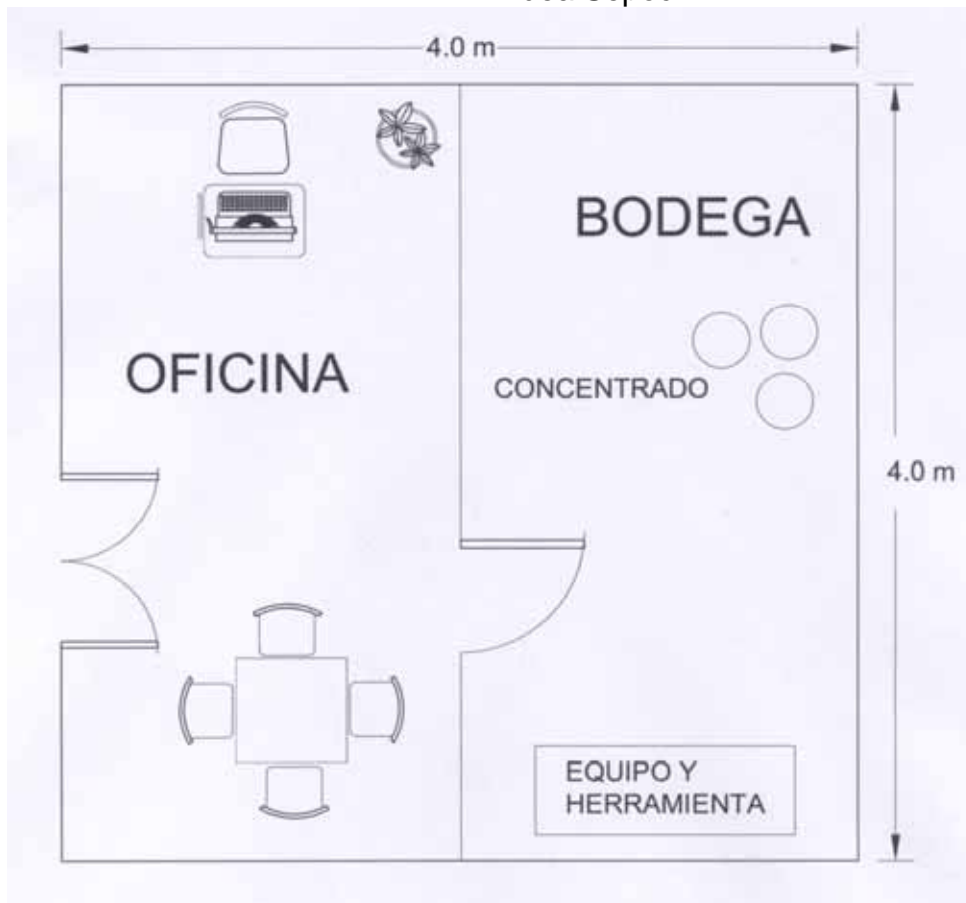 4.0 m
BODEGA
OFICINA
CONCENTRADO
4.0 m
EQUIPO Y
HERRAMIENTA